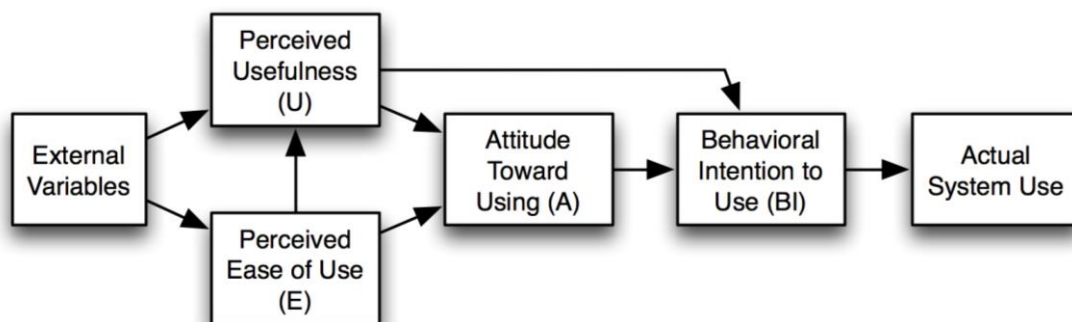 External
Variables
Perceived
Usefulness
(U)
Perceived
Ease of Use
(E)
Attitude
Toward
Using (A)
Behavioral
Intention to
Use (BI)
Actual
System Use